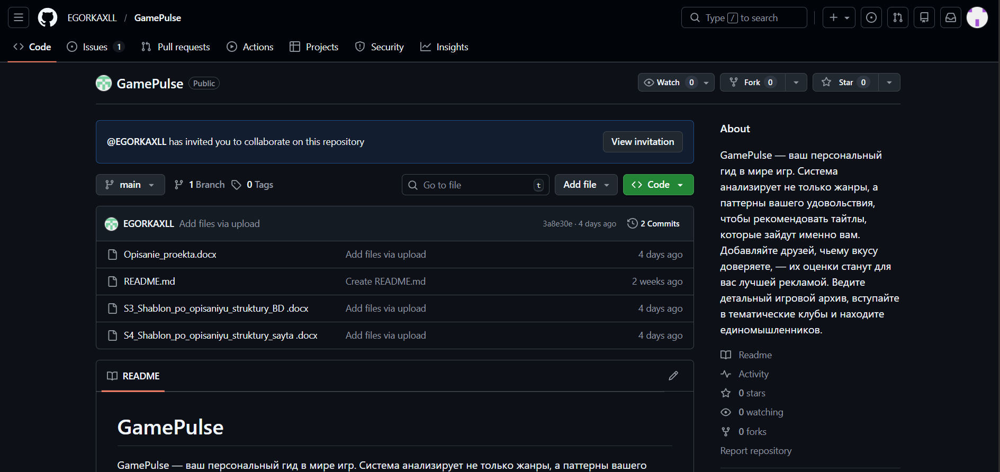 EGORKAXLL / GamePulse
Type / to search
Code
Issues 1
Pull requests
Actions
Projects
Security
Insights
GamePulse Public
Watch 0
Fork 0
Star 0
@EGORKAXLL has invited you to collaborate on this repository
View invitation
main
1 Branch
0 Tags
Go to file t
Add file
Code
EGORKAXLL Add files via upload 3a8e30e · 4 days ago 2 Commits
Opisanie_proekta.docx Add files via upload 4 days ago
README.md Create README.md 2 weeks ago
S3_Shablon_po_opisaniyu_struktury_BD .docx Add files via upload 4 days ago
S4_Shablon_po_opisaniyu_struktury_sayta .docx Add files via upload 4 days ago
README
GamePulse
GamePulse — ваш персональный гид в мире игр. Система анализирует не только жанры, а паттерны вашего
About
GamePulse — ваш персональный
гид в мире игр. Система
анализирует не только жанры, а
паттерны вашего удовольствия,
чтобы рекомендовать тайтлы,
которые зайдут именно вам.
Добавляйте друзей, чьему вкусу
доверяете, — их оценки станут для
вас лучшей рекламой. Ведите
детальный игровой архив, вступайте
в тематические клубы и находите
единомышленников.
Readme
Activity
0 stars
0 watching
0 forks
Report repository